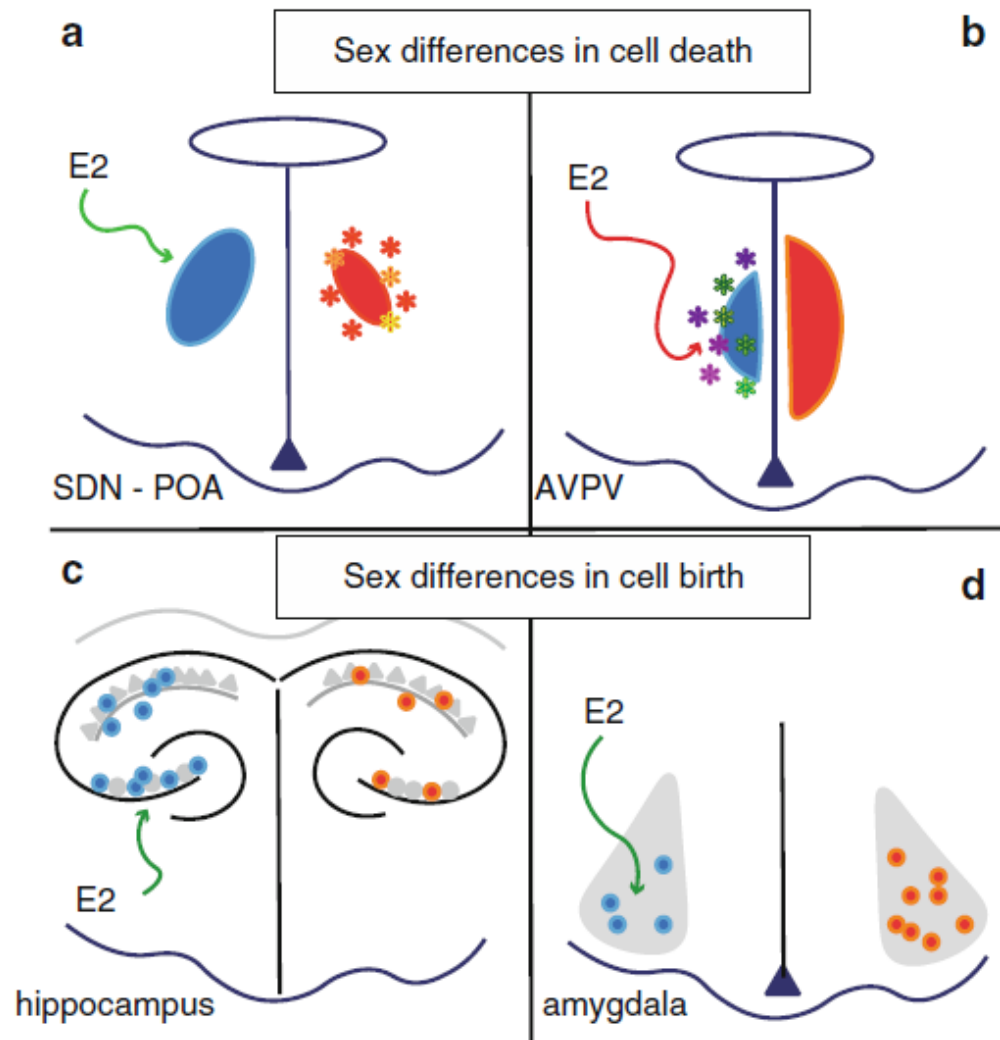 a
Sex differences in cell death
b
E2
E2
SDN - POA
AVPV
c
Sex differences in cell birth
d
E2
E2
hippocampus
amygdala